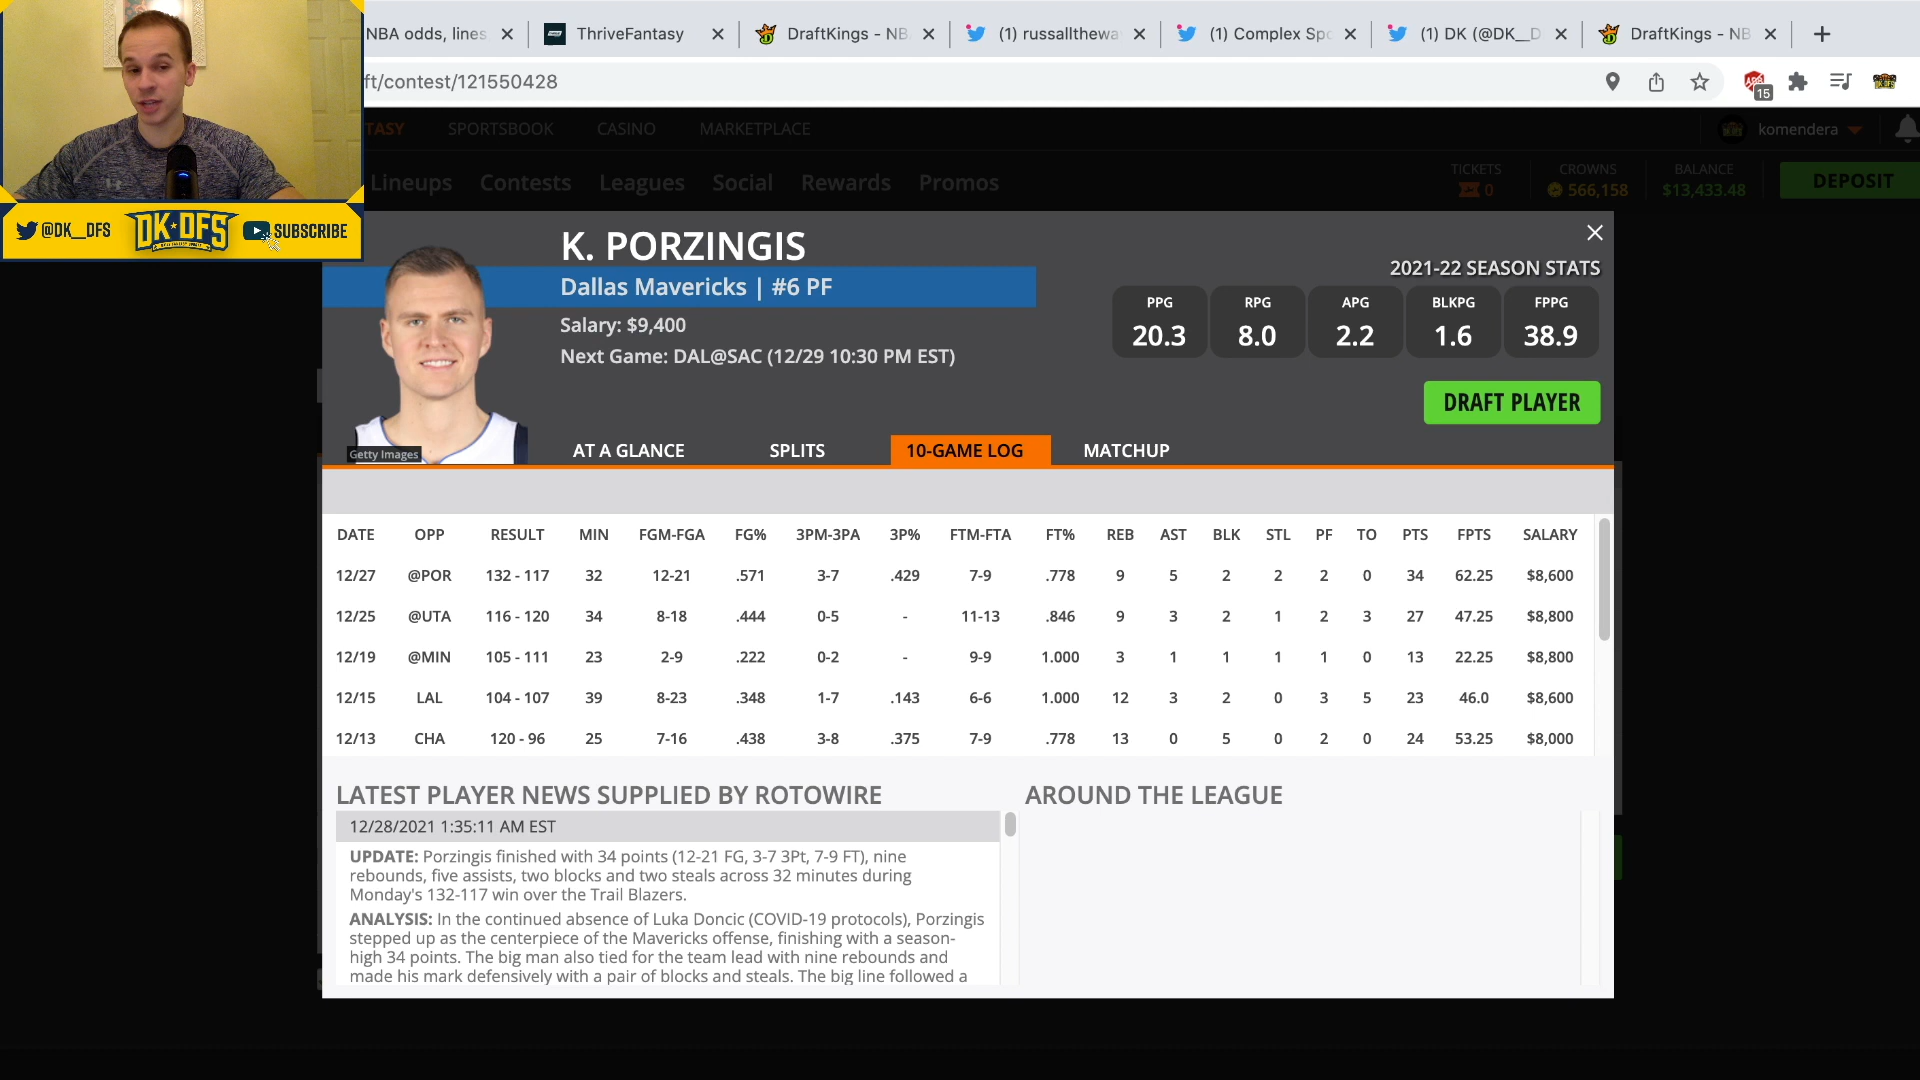 NBA odds, lines
ThriveFantasy
DraftKings - NB
(1) russallthewa
(1) Complex Spo
(1) DK (@DK__D
DraftKings - NB
ft/contest/121550428
15
TASY
SPORTSBOOK
CASINO
MARKETPLACE
komendera
Lineups
Contests
Leagues
Social
Rewards
Promos
TICKETS
0
CROWNS
566,158
BALANCE
$13,433.48
DEPOSIT
@DK__DFS
DK★DFS
SUBSCRIBE
K. PORZINGIS
Dallas Mavericks | #6 PF
Salary: $9,400
Next Game: DAL@SAC (12/29 10:30 PM EST)
Getty Images
2021-22 SEASON STATS
PPG RPG APG BLKPG FPPG
20.3 8.0 2.2 1.6 38.9
DRAFT PLAYER
AT A GLANCE SPLITS 10-GAME LOG MATCHUP
DATE OPP RESULT MIN FGM-FGA FG% 3PM-3PA 3P% FTM-FTA FT% REB AST BLK STL PF TO PTS FPTS SALARY
12/27 @POR 132 - 117 32 12-21 .571 3-7 .429 7-9 .778 9 5 2 2 2 0 34 62.25 $8,600
12/25 @UTA 116 - 120 34 8-18 .444 0-5 - 11-13 .846 9 3 2 1 2 3 27 47.25 $8,800
12/19 @MIN 105 - 111 23 2-9 .222 0-2 - 9-9 1.000 3 1 1 1 1 0 13 22.25 $8,800
12/15 LAL 104 - 107 39 8-23 .348 1-7 .143 6-6 1.000 12 3 2 0 3 5 23 46.0 $8,600
12/13 CHA 120 - 96 25 7-16 .438 3-8 .375 7-9 .778 13 0 5 0 2 0 24 53.25 $8,000
LATEST PLAYER NEWS SUPPLIED BY ROTOWIRE
AROUND THE LEAGUE
12/28/2021 1:35:11 AM EST
UPDATE: Porzingis finished with 34 points (12-21 FG, 3-7 3Pt, 7-9 FT), nine
rebounds, five assists, two blocks and two steals across 32 minutes during
Monday's 132-117 win over the Trail Blazers.
ANALYSIS: In the continued absence of Luka Doncic (COVID-19 protocols), Porzingis
stepped up as the centerpiece of the Mavericks offense, finishing with a season-
high 34 points. The big man also tied for the team lead with nine rebounds and
made his mark defensively with a pair of blocks and steals. The big line followed a